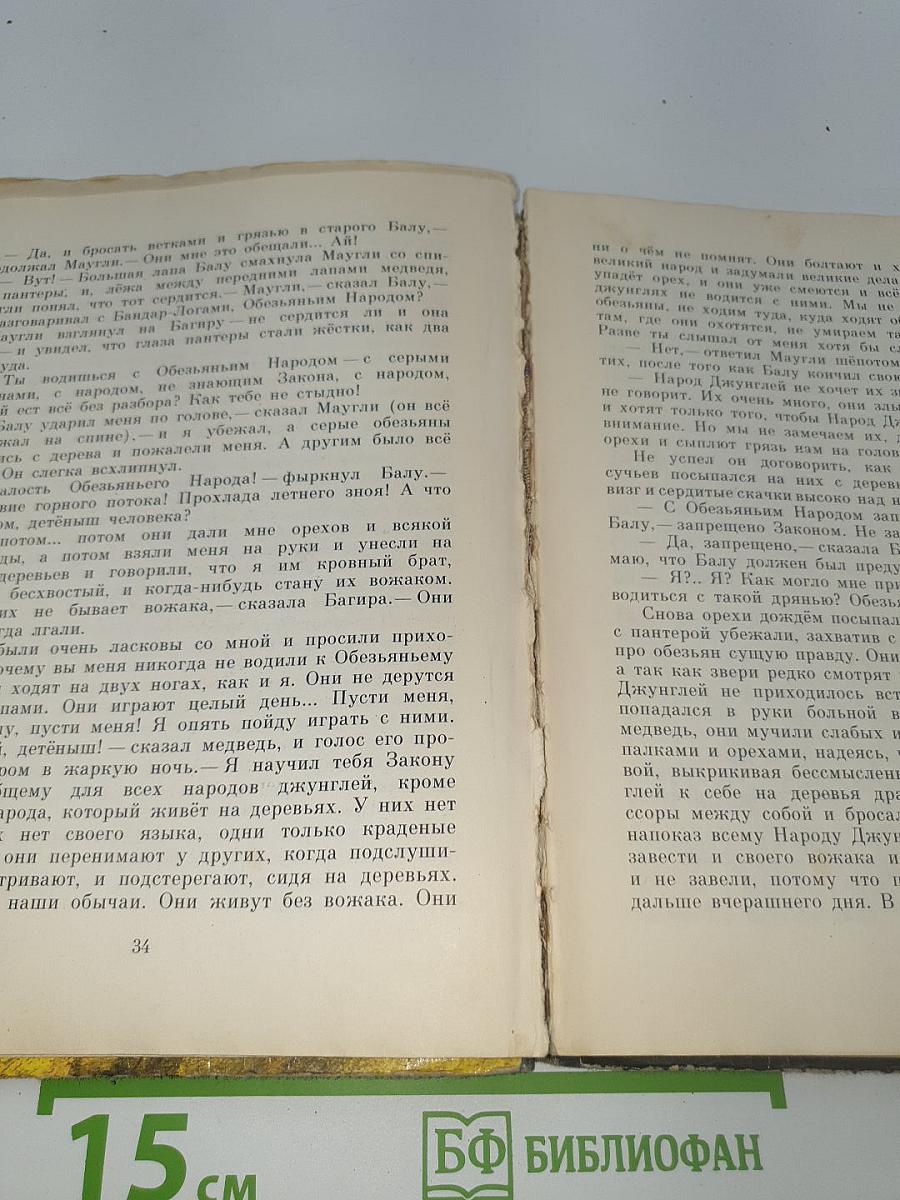 — Да, и бросать ветками и грязью в старого Балу,—
должал Маугли.— Они мне это обещали... Ай!
— Вут! — Большая лапа Балу смахнула Маугли со спи-
пантеры, и, лёжа между передними лапами медведя,
гли понял, что тот сердится.— Маугли,— сказал Балу,—
азговаривал с Бандар-Логами, Обезьяньим Народом?
аугли взглянул на Багиру — не сердится ли и она
— и увидел, что глаза пантеры стали жёстки, как два
уда.
Ты водишься с Обезьяньим Народом — с серыми
нами, с народом, не знающим Закона, с народом,
й ест всё без разбора? Как тебе не стыдно!
Балу ударил меня по голове,— сказал Маугли (он всё
жал на спине),— и я убежал, а серые обезьяны
ись с дерева и пожалели меня. А другим было всё
Он слегка всхлипнул.
алость Обезьяньего Народа! — фыркнул Балу.—
вие горного потока! Прохлада летнего зноя! А что
ом, детёныш человека?
потом... потом они дали мне орехов и всякой
ды, а потом взяли меня на руки и унесли на
деревьев и говорили, что я им кровный брат,
бесхвостый, и когда-нибудь стану их вожаком.
их не бывает вожака,— сказала Багира.— Они
гда лгали.
были очень ласковы со мной и просили прихо-
очему вы меня никогда не водили к Обезьяньему
ходят на двух ногах, как и я. Они не дерутся
пами. Они играют целый день... Пусти меня,
у, пусти меня! Я опять пойду играть с ними.
й, детёныш! — сказал медведь, и голос его про-
ром в жаркую ночь.— Я научил тебя Закону
бщему для всех народов джунглей, кроме
арода, который живёт на деревьях. У них нет
х нет своего языка, одни только краденые
они перенимают у других, когда подслуши-
тривают, и подстерегают, сидя на деревьях.
наши обычаи. Они живут без вожака. Они
34
ни о чём не помнят. Они болтают и х
великий народ и задумали великие дела
упадёт орех, и они уже смеются и всё
джунглях не водится с ними. Мы не
обезьяны, не ходим туда, куда ходят об
там, где они охотятся, не умираем та
Разве ты слышал от меня хотя бы сл
— Нет,— ответил Маугли шёпотом
тих, после того как Балу кончил свою
— Народ Джунглей не хочет их зн
не говорит. Их очень много, они злы
и хотят только того, чтобы Народ Дж
внимание. Но мы не замечаем их, д
орехи и сыплют грязь нам на голов
Не успел он договорить, как
сучьев посыпался на них с дерев
визг и сердитые скачки высоко над н
— С Обезьяньим Народом зап
Балу,— запрещено Законом. Не за
— Да, запрещено,— сказала Б
маю, что Балу должен был преду
— Я?.. Я? Как могло мне при
водиться с такой дрянью? Обезья
Снова орехи дождём посыпал
с пантерой убежали, захватив с
про обезьян сущую правду. Они
а так как звери редко смотрят
Джунглей не приходилось вст
попадался в руки больной в
медведь, они мучили слабых и
палками и орехами, надеясь, ч
вой, выкрикивая бессмыслен
глей к себе на деревья дра
ссоры между собой и бросал
напоказ всему Народу Джун
завести и своего вожака и
и не завели, потому что п
дальше вчерашнего дня. В
15 см
БФ БИБЛИОФАН